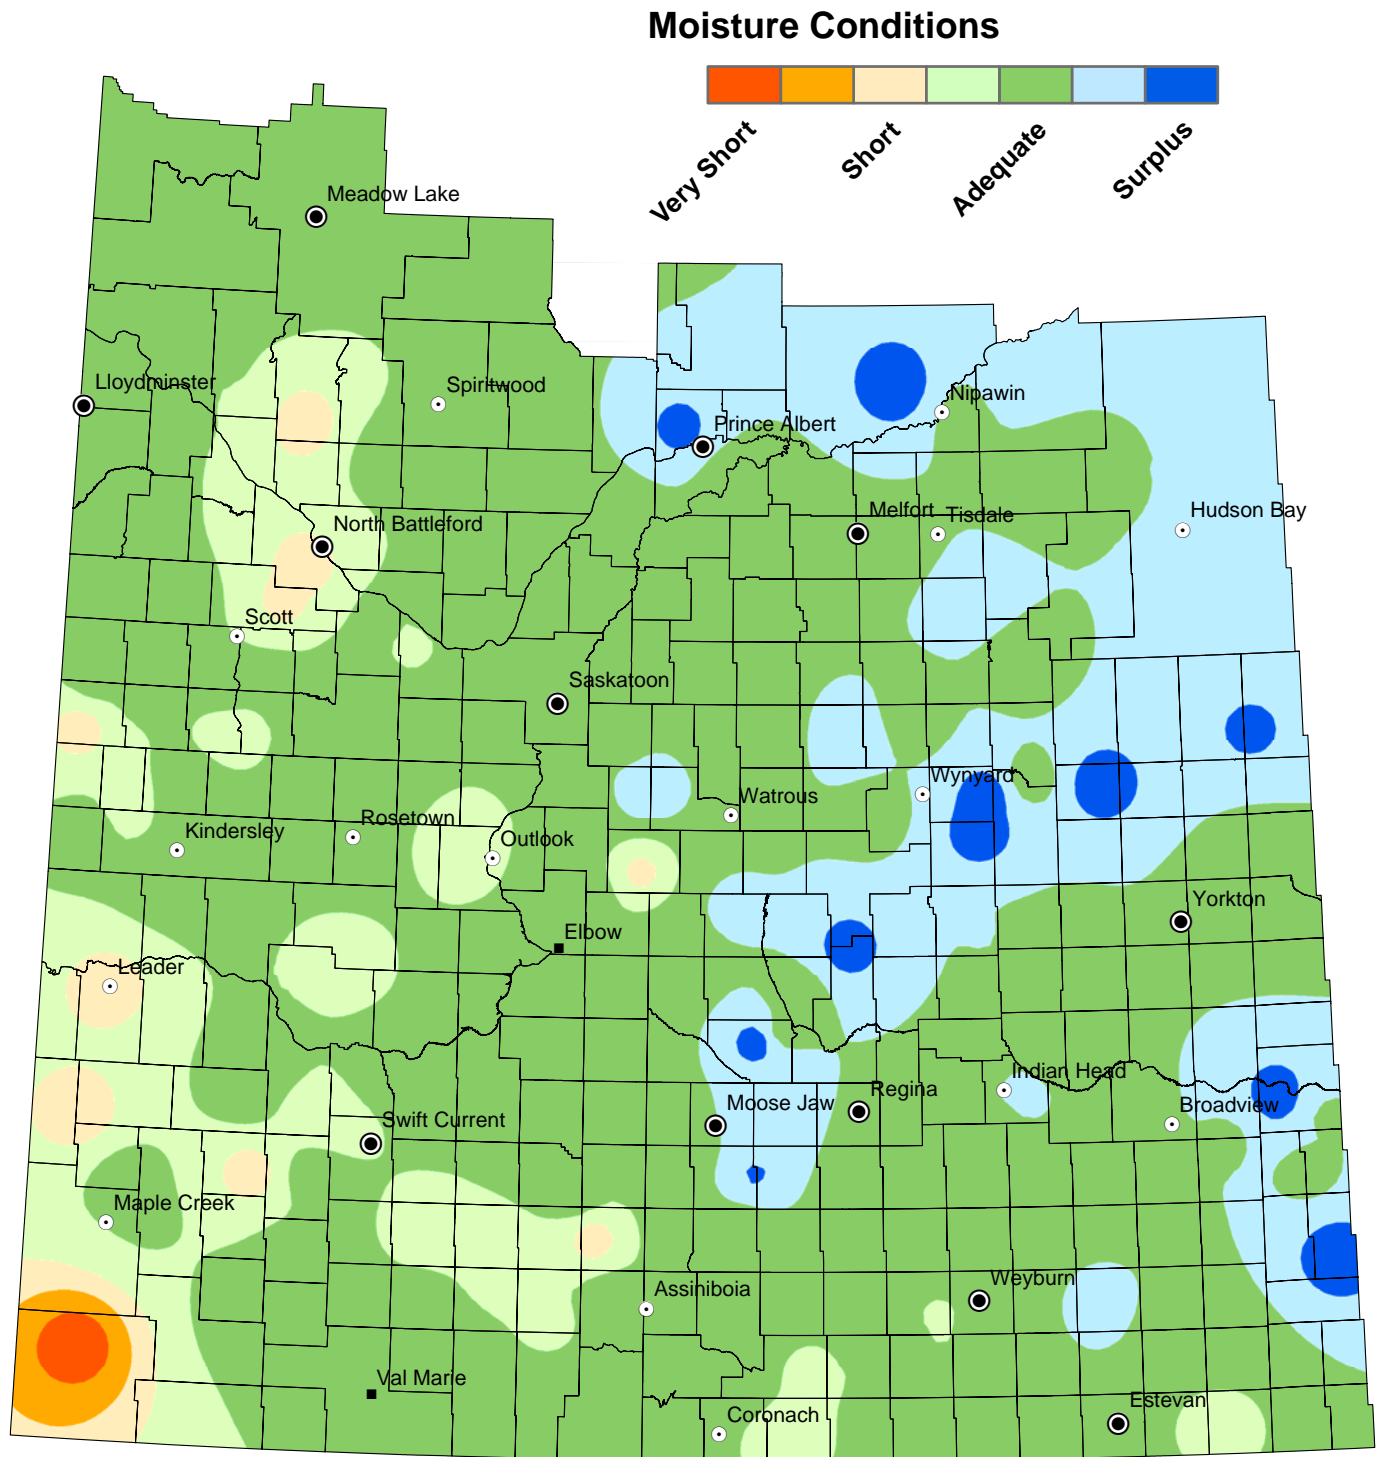 Moisture Conditions
Very Short
Short
Adequate
Surplus
Meadow Lake
Lloydminster
Spiritwood
Nipawin
Prince Albert
North Battleford
Melfort
Tisdale
Hudson Bay
Scott
Saskatoon
Wynyard
Watrous
Kindersley
Rosetown
Outlook
Yorkton
Elbow
Leader
Indian Head
Regina
Moose Jaw
Broadview
Swift Current
Maple Creek
Weyburn
Assiniboia
Val Marie
Estevan
Coronach